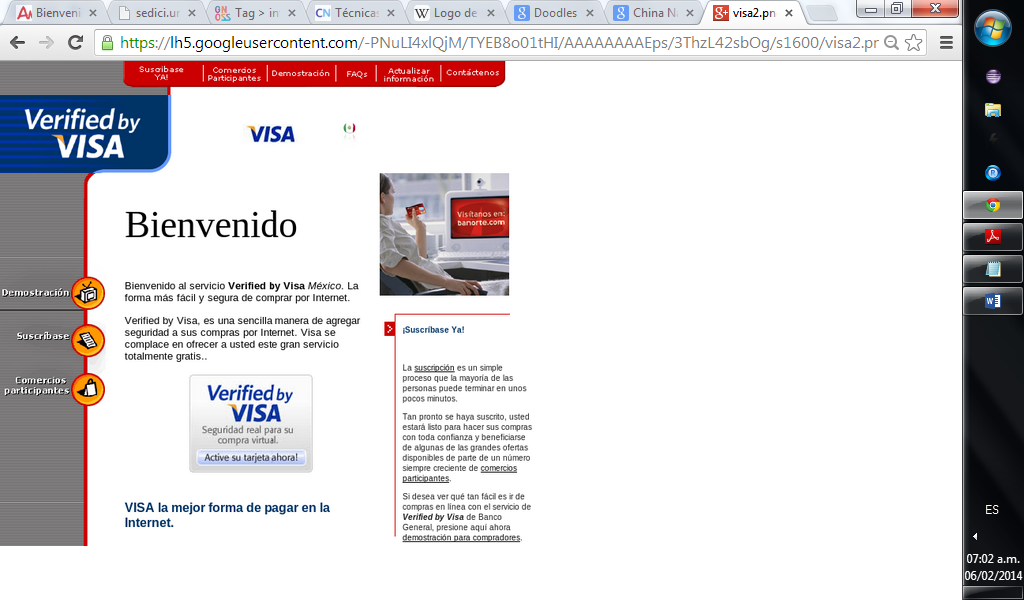 Bienveni
sedici.ur
Tag > in
Técnicas
Logo de
Doodles
China Na
visa2.pn
https://lh5.googleusercontent.com/-PNuLI4xlQjM/TYEB8o01tHI/AAAAAAAAEps/3ThzL42sbOg/s1600/visa2.pr
Suscríbase YA!
Comercios Participantes
Demostración
FAQs
Actualizar información
Contáctenos
Verified by
VISA
VISA
Bienvenido
Visítanos en:
banorte.com
Bienvenido al servicio Verified by Visa México. La
forma más fácil y segura de comprar por Internet.
Verified by Visa, es una sencilla manera de agregar
seguridad a sus compras por Internet. Visa se
complace en ofrecer a usted este gran servicio
totalmente gratis..
Demostración
Suscríbase
Comercios
participantes
Verified by
VISA
Seguridad real para su
compra virtual.
Active su tarjeta ahora!
VISA la mejor forma de pagar en la
Internet.
¡Suscríbase Ya!
La suscripción es un simple
proceso que la mayoría de las
personas puede terminar en unos
pocos minutos.
Tan pronto se haya suscrito, usted
estará listo para hacer sus compras
con toda confianza y beneficiarse
de algunas de las grandes ofertas
disponibles de parte de un número
siempre creciente de comercios
participantes.
Si desea ver qué tan fácil es ir de
compras en línea con el servicio de
Verified by Visa de Banco
General, presione aquí ahora
demostración para compradores.
ES
07:02 a.m.
06/02/2014